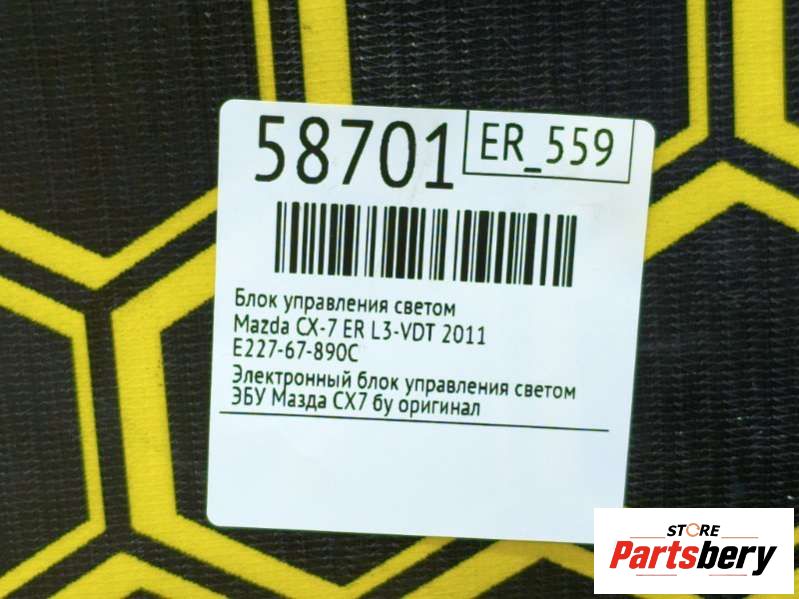 58701
ER_559
Блок управления светом
Mazda CX-7 ER L3-VDT 2011
E227-67-890C
Электронный блок управления светом
ЭБУ Мазда СХ7 бу оригинал
STORE
Partsbery